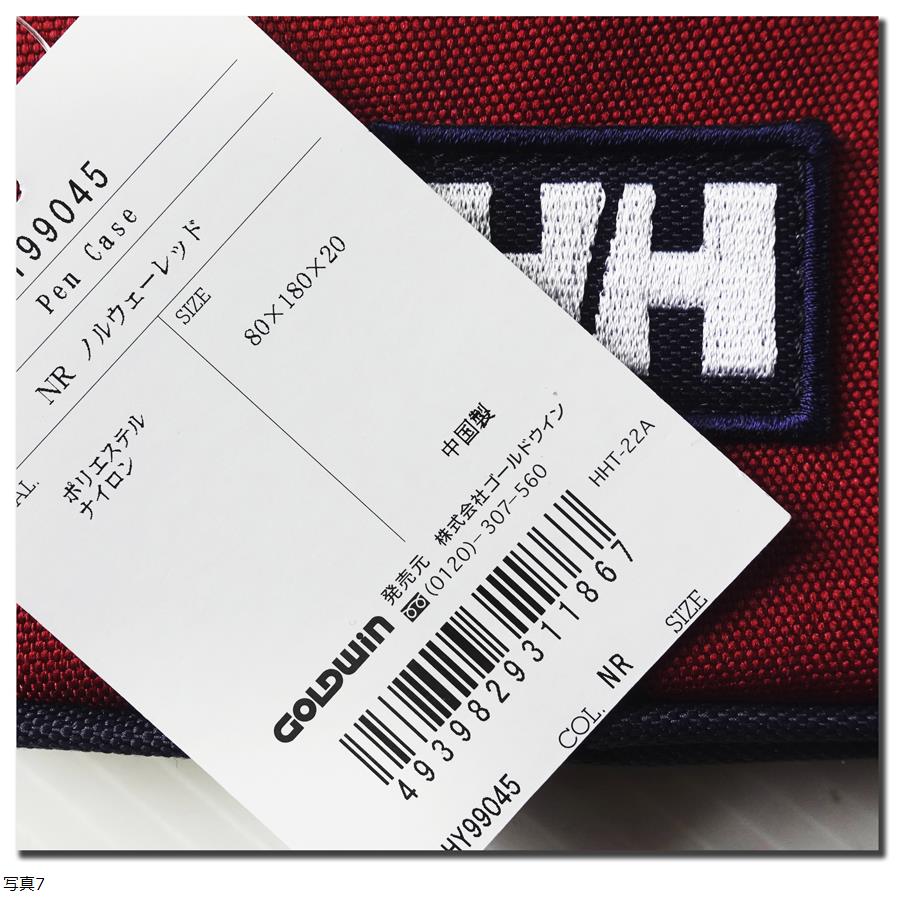 Y99045
Pen Case
NR ノルウェーレッド
SIZE
80×180×20
AL.
ポリエステル
ナイロン
中国製
発売元 株式会社ゴールドウイン
(0120)-307-560
GOLDWIN
HHT-22A
4939829311867
HY99045
COL. NR
SIZE
HH
写真7